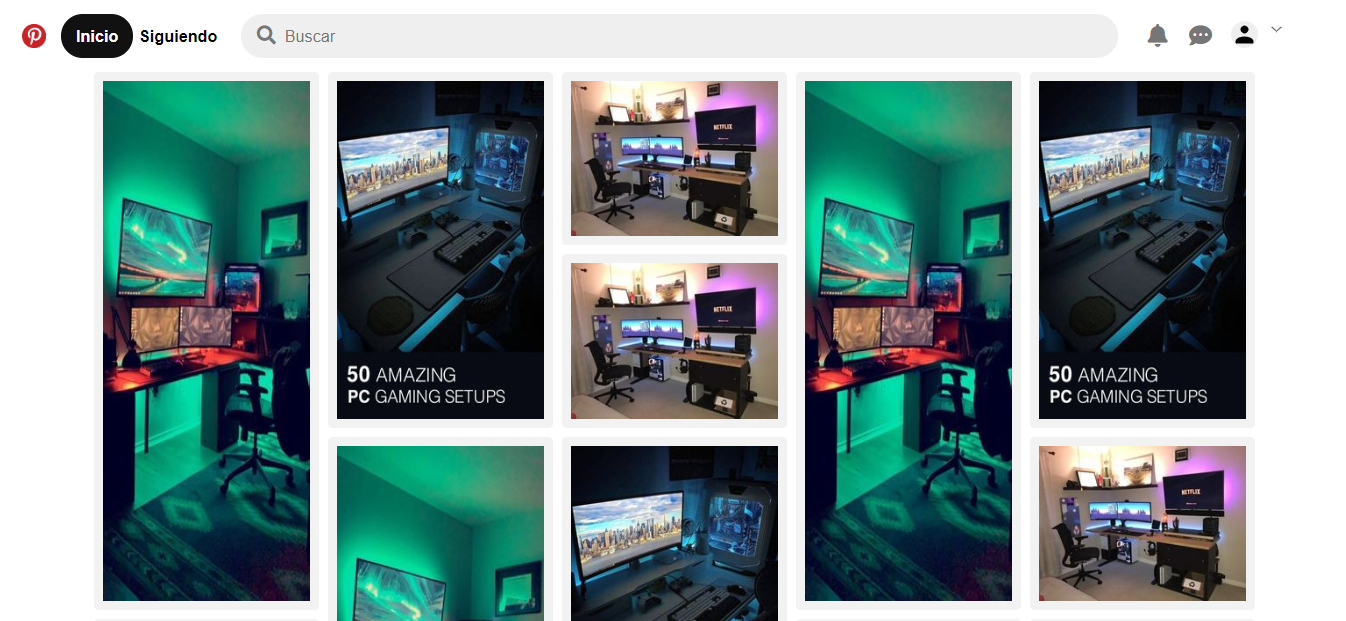 Inicio
Siguiendo
Buscar
NETFLIX
50 AMAZING
PC GAMING SETUPS
NETFLIX
50 AMAZING
PC GAMING SETUPS
NETFLIX